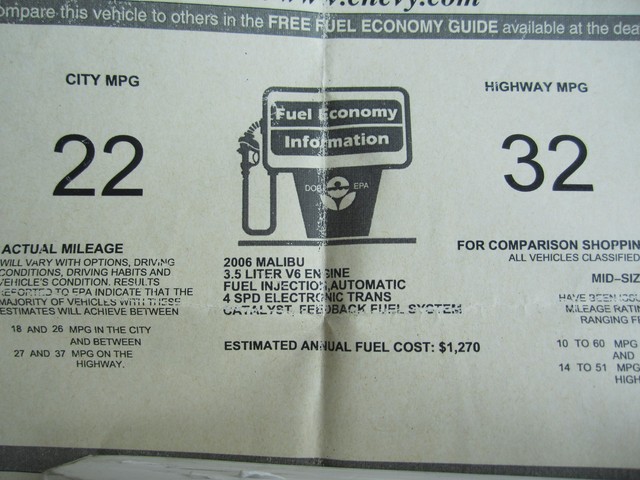 www.chevy.com
ompare this vehicle to others in the FREE FUEL ECONOMY GUIDE available at the dea
CITY MPG
22
Fuel Economy
Information
DOE EPA
HIGHWAY MPG
32
ACTUAL MILEAGE
WILL VARY WITH OPTIONS, DRIVING
CONDITIONS, DRIVING HABITS AND
VEHICLE'S CONDITION. RESULTS
REPORTED TO EPA INDICATE THAT THE
MAJORITY OF VEHICLES WITH THESE
ESTIMATES WILL ACHIEVE BETWEEN
18 AND 26 MPG IN THE CITY
AND BETWEEN
27 AND 37 MPG ON THE
HIGHWAY.
2006 MALIBU
3.5 LITER V6 ENGINE
FUEL INJECTION,AUTOMATIC
4 SPD ELECTRONIC TRANS
CATALYST, FEEDBACK FUEL SYSTEM
ESTIMATED ANNUAL FUEL COST: $1,270
FOR COMPARISON SHOPPIN
ALL VEHICLES CLASSIFIED
MID-SIZ
HAVE BEEN ISSU
MILEAGE RATIN
RANGING FR
10 TO 60 MPG
AND
14 TO 51 MPG
HIGH